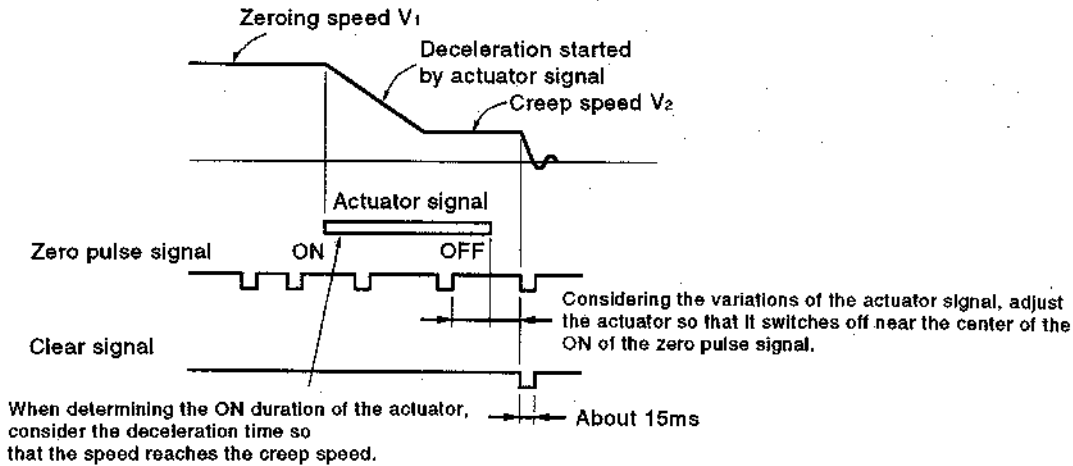 Zeroing speed V1
Deceleration started
by actuator signal
Creep speed V2
Actuator signal
Zero pulse signal
ON
OFF
Considering the variations of the actuator signal, adjust
the actuator so that it switches off near the center of the
ON of the zero pulse signal.
Clear signal
When determining the ON duration of the actuator,
consider the deceleration time so
that the speed reaches the creep speed.
About 15ms